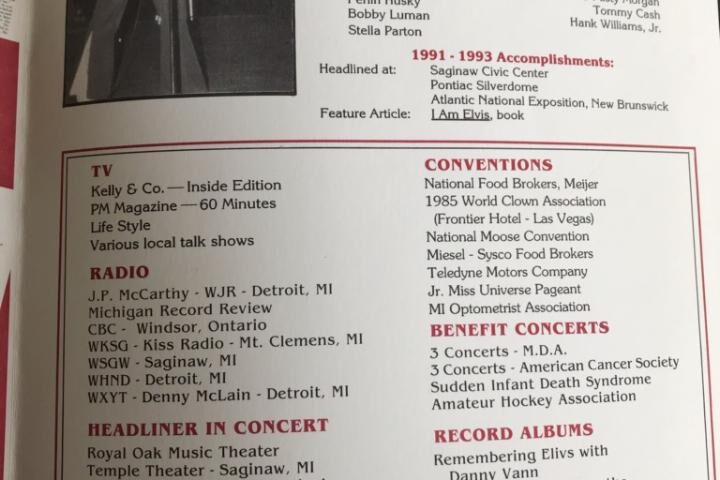 Ferlin Husky
Bobby Luman
Stella Parton
Morgan
Tommy Cash
Hank Williams, Jr.
1991 - 1993 Accomplishments:
Headlined at: Saginaw Civic Center
Pontiac Silverdome
Atlantic National Exposition, New Brunswick
Feature Article: I Am Elvis, book
TV
Kelly & Co. — Inside Edition
PM Magazine — 60 Minutes
Life Style
Various local talk shows
RADIO
J.P. McCarthy - WJR - Detroit, MI
Michigan Record Review
CBC - Windsor, Ontario
WKSG - Kiss Radio - Mt. Clemens, MI
WSGW - Saginaw, MI
WHND - Detroit, MI
WXYT - Denny McLain - Detroit, MI
HEADLINER IN CONCERT
Royal Oak Music Theater
Temple Theater - Saginaw, MI
CONVENTIONS
National Food Brokers, Meijer
1985 World Clown Association
(Frontier Hotel - Las Vegas)
National Moose Convention
Miesel - Sysco Food Brokers
Teledyne Motors Company
Jr. Miss Universe Pageant
MI Optometrist Association
BENEFIT CONCERTS
3 Concerts - M.D.A.
3 Concerts - American Cancer Society
Sudden Infant Death Syndrome
Amateur Hockey Association
RECORD ALBUMS
Remembering Elivs with
Danny Vann